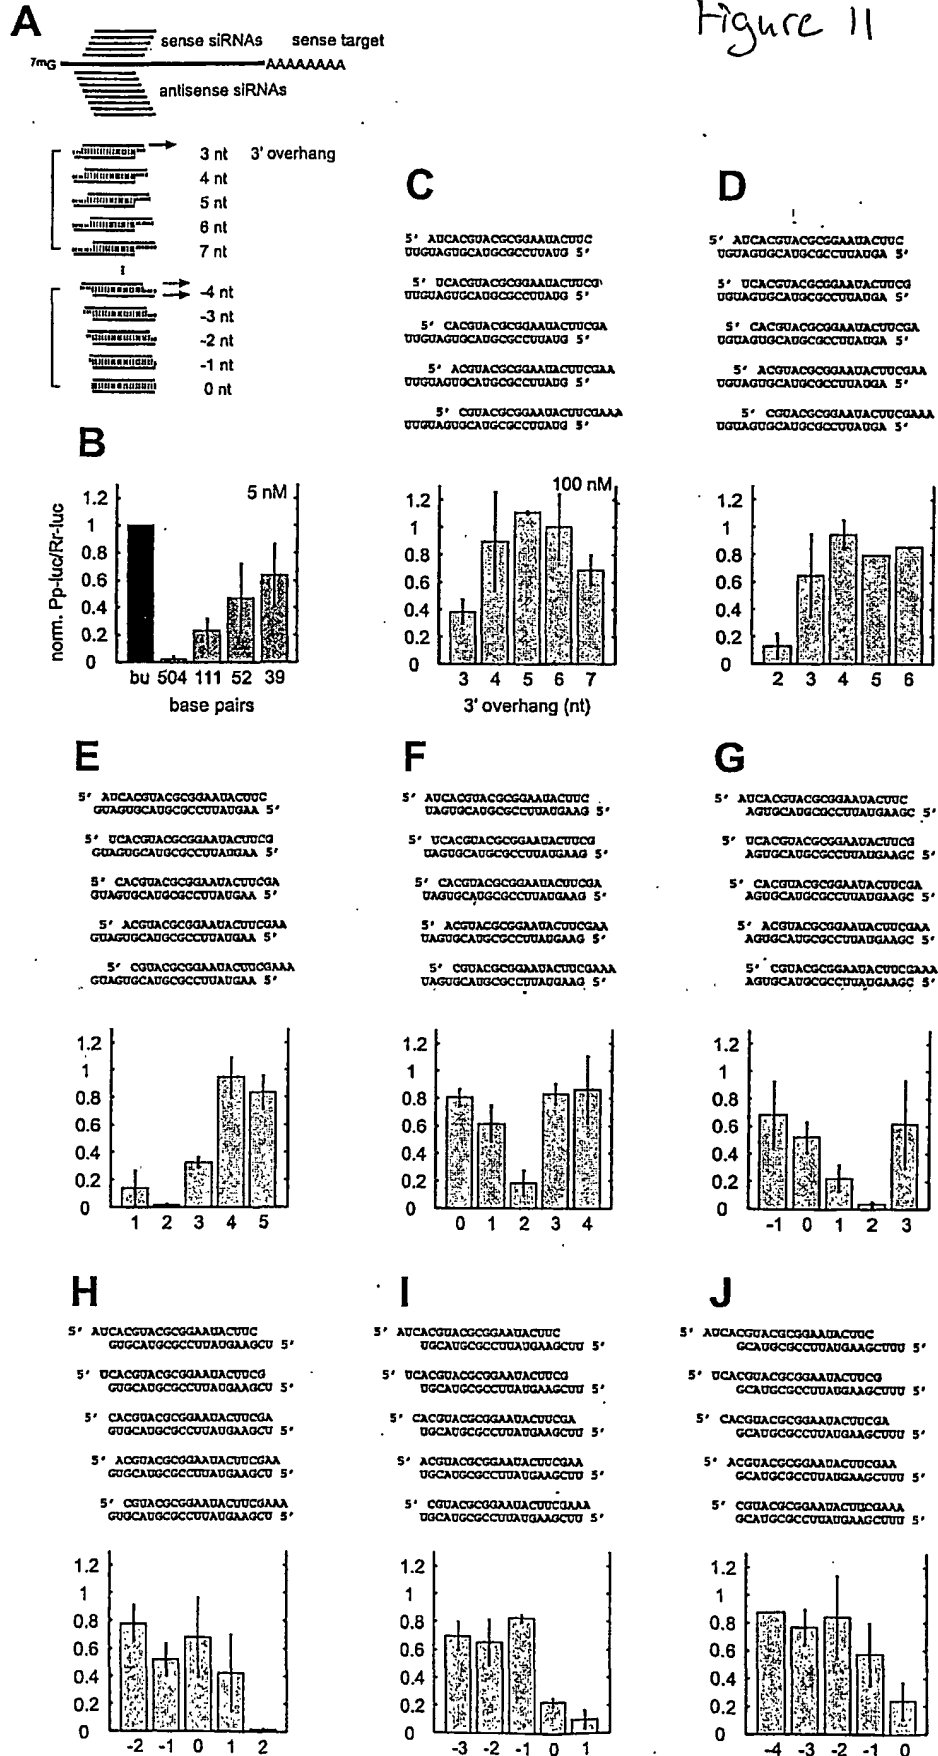 Figure 11
A
sense siRNAs
sense target
7mG
AAAAAAAA
antisense siRNAs
3 nt 3' overhang
4 nt
5 nt
6 nt
7 nt
-4 nt
-3 nt
-2 nt
-1 nt
0 nt
B
norm. Pp-luc/Rr-luc
5 nM
1.2
1
0.8
0.6
0.4
0.2
0
bu 504 111 52 39
base pairs
C
5' AUCACGUACGCGGAAUACUUC
UUGUAGUGCAUGCGCCUUAUG 5'
5' UCACGUACGCGGAAUACUUCG
UUGUAGUGCAUGCGCCUUAUG 5'
5' CACGUACGCGGAAUACUUCGA
UUGUAGUGCAUGCGCCUUAUG 5'
5' ACGUACGCGGAAUACUUCGAA
UUGUAGUGCAUGCGCCUUAUG 5'
5' CGUACGCGGAAUACUUCGAAA
UUGUAGUGCAUGCGCCUUAUG 5'
100 nM
1.2
1
0.8
0.6
0.4
0.2
0
3 4 5 6 7
3' overhang (nt)
D
5' AUCACGUACGCGGAAUACUUC
UGUAGUGCAUGCGCCUUAUGA 5'
5' UCACGUACGCGGAAUACUUCG
UGUAGUGCAUGCGCCUUAUGA 5'
5' CACGUACGCGGAAUACUUCGA
UGUAGUGCAUGCGCCUUAUGA 5'
5' ACGUACGCGGAAUACUUCGAA
UGUAGUGCAUGCGCCUUAUGA 5'
5' CGUACGCGGAAUACUUCGAAA
UGUAGUGCAUGCGCCUUAUGA 5'
1.2
1
0.8
0.6
0.4
0.2
0
2 3 4 5 6
E
5' AUCACGUACGCGGAAUACUUC
GUAGUGCAUGCGCCUUAUGAA 5'
5' UCACGUACGCGGAAUACUUCG
GUAGUGCAUGCGCCUUAUGAA 5'
5' CACGUACGCGGAAUACUUCGA
GUAGUGCAUGCGCCUUAUGAA 5'
5' ACGUACGCGGAAUACUUCGAA
GUAGUGCAUGCGCCUUAUGAA 5'
5' CGUACGCGGAAUACUUCGAAA
GUAGUGCAUGCGCCUUAUGAA 5'
1.2
1
0.8
0.6
0.4
0.2
0
1 2 3 4 5
F
5' AUCACGUACGCGGAAUACUUC
UAGUGCAUGCGCCUUAUGAAG 5'
5' UCACGUACGCGGAAUACUUCG
UAGUGCAUGCGCCUUAUGAAG 5'
5' CACGUACGCGGAAUACUUCGA
UAGUGCAUGCGCCUUAUGAAG 5'
5' ACGUACGCGGAAUACUUCGAA
UAGUGCAUGCGCCUUAUGAAG 5'
5' CGUACGCGGAAUACUUCGAAA
UAGUGCAUGCGCCUUAUGAAG 5'
1.2
1
0.8
0.6
0.4
0.2
0
0 1 2 3 4
G
5' AUCACGUACGCGGAAUACUUC
AGUGCAUGCGCCUUAUGAAGC 5'
5' UCACGUACGCGGAAUACUUCG
AGUGCAUGCGCCUUAUGAAGC 5'
5' CACGUACGCGGAAUACUUCGA
AGUGCAUGCGCCUUAUGAAGC 5'
5' ACGUACGCGGAAUACUUCGAA
AGUGCAUGCGCCUUAUGAAGC 5'
5' CGUACGCGGAAUACUUCGAAA
AGUGCAUGCGCCUUAUGAAGC 5'
1.2
1
0.8
0.6
0.4
0.2
0
-1 0 1 2 3
H
5' AUCACGUACGCGGAAUACUUC
GUGCAUGCGCCUUAUGAAGCU 5'
5' UCACGUACGCGGAAUACUUCG
GUGCAUGCGCCUUAUGAAGCU 5'
5' CACGUACGCGGAAUACUUCGA
GUGCAUGCGCCUUAUGAAGCU 5'
5' ACGUACGCGGAAUACUUCGAA
GUGCAUGCGCCUUAUGAAGCU 5'
5' CGUACGCGGAAUACUUCGAAA
GUGCAUGCGCCUUAUGAAGCU 5'
1.2
1
0.8
0.6
0.4
0.2
0
-2 -1 0 1 2
I
5' AUCACGUACGCGGAAUACUUC
UGCAUGCGCCUUAUGAAGCUU 5'
5' UCACGUACGCGGAAUACUUCG
UGCAUGCGCCUUAUGAAGCUU 5'
5' CACGUACGCGGAAUACUUCGA
UGCAUGCGCCUUAUGAAGCUU 5'
5' ACGUACGCGGAAUACUUCGAA
UGCAUGCGCCUUAUGAAGCUU 5'
5' CGUACGCGGAAUACUUCGAAA
UGCAUGCGCCUUAUGAAGCUU 5'
1.2
1
0.8
0.6
0.4
0.2
0
-3 -2 -1 0 1
J
5' AUCACGUACGCGGAAUACUUC
GCAUGCGCCUUAUGAAGCUUU 5'
5' UCACGUACGCGGAAUACUUCG
GCAUGCGCCUUAUGAAGCUUU 5'
5' CACGUACGCGGAAUACUUCGA
GCAUGCGCCUUAUGAAGCUUU 5'
5' ACGUACGCGGAAUACUUCGAA
GCAUGCGCCUUAUGAAGCUUU 5'
5' CGUACGCGGAAUACUUCGAAA
GCAUGCGCCUUAUGAAGCUUU 5'
1.2
1
0.8
0.6
0.4
0.2
0
-4 -3 -2 -1 0